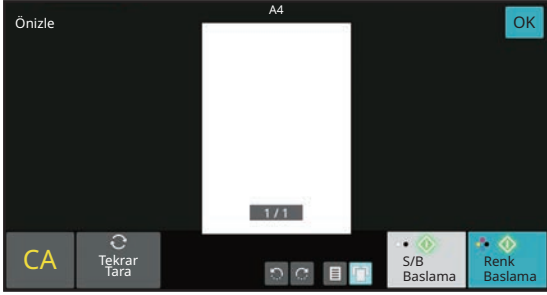 A4
Önizle
OK
1 / 1
CA
Tekrar
Tara
S/B
Baslama
Renk
Baslama